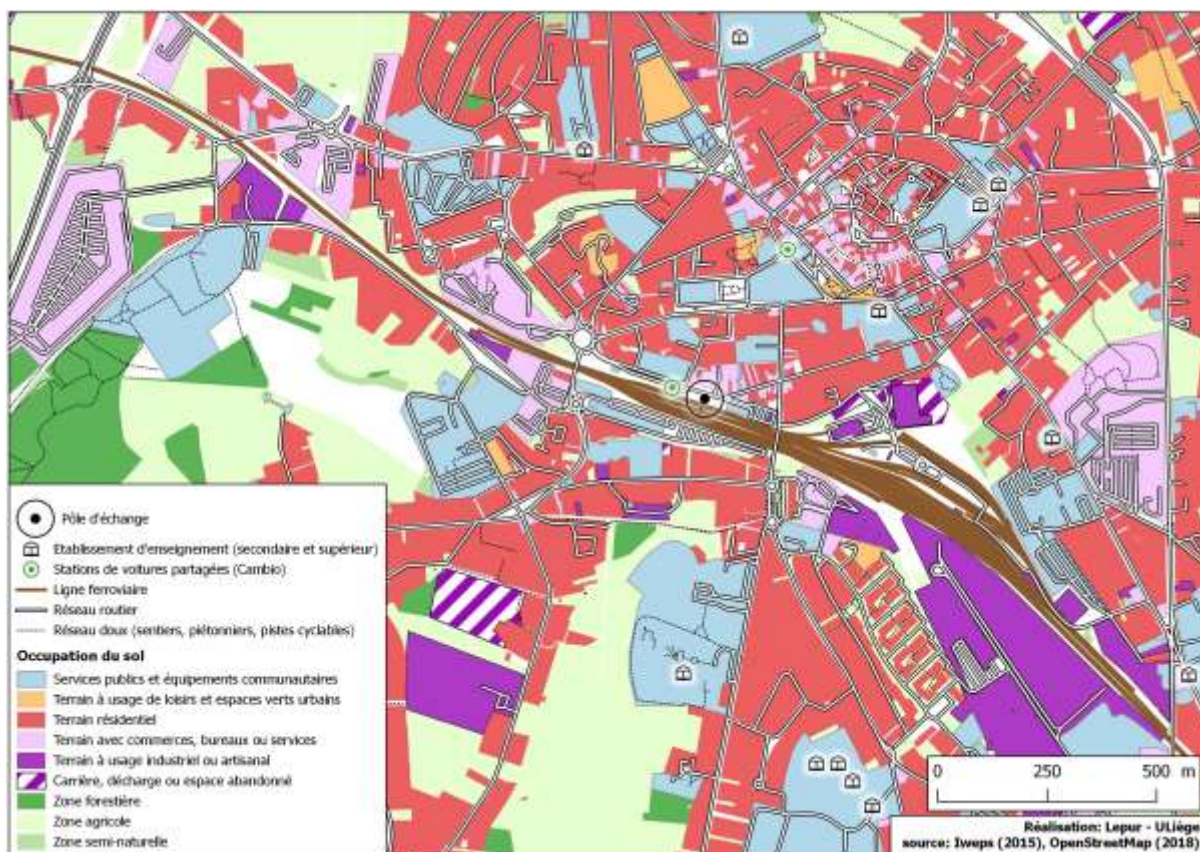 Pôle d'échange
Etablissement d'enseignement (secondaire et supérieur)
Stations de voitures partagées (Cambio)
Ligne ferroviaire
Réseau routier
Réseau doux (sentiers, piétonniers, pistes cyclables)
Occupation du sol
Services publics et équipements communautaires
Terrain à usage de loisirs et espaces verts urbains
Terrain résidentiel
Terrain avec commerces, bureaux ou services
Terrain à usage industriel ou artisanal
Carrière, décharge ou espace abandonné
Zone forestière
Zone agricole
Zone semi-naturelle
0 250 500 m
Réalisation: Lepur - ULiége
source: Iweps (2015), OpenStreetMap (2018)